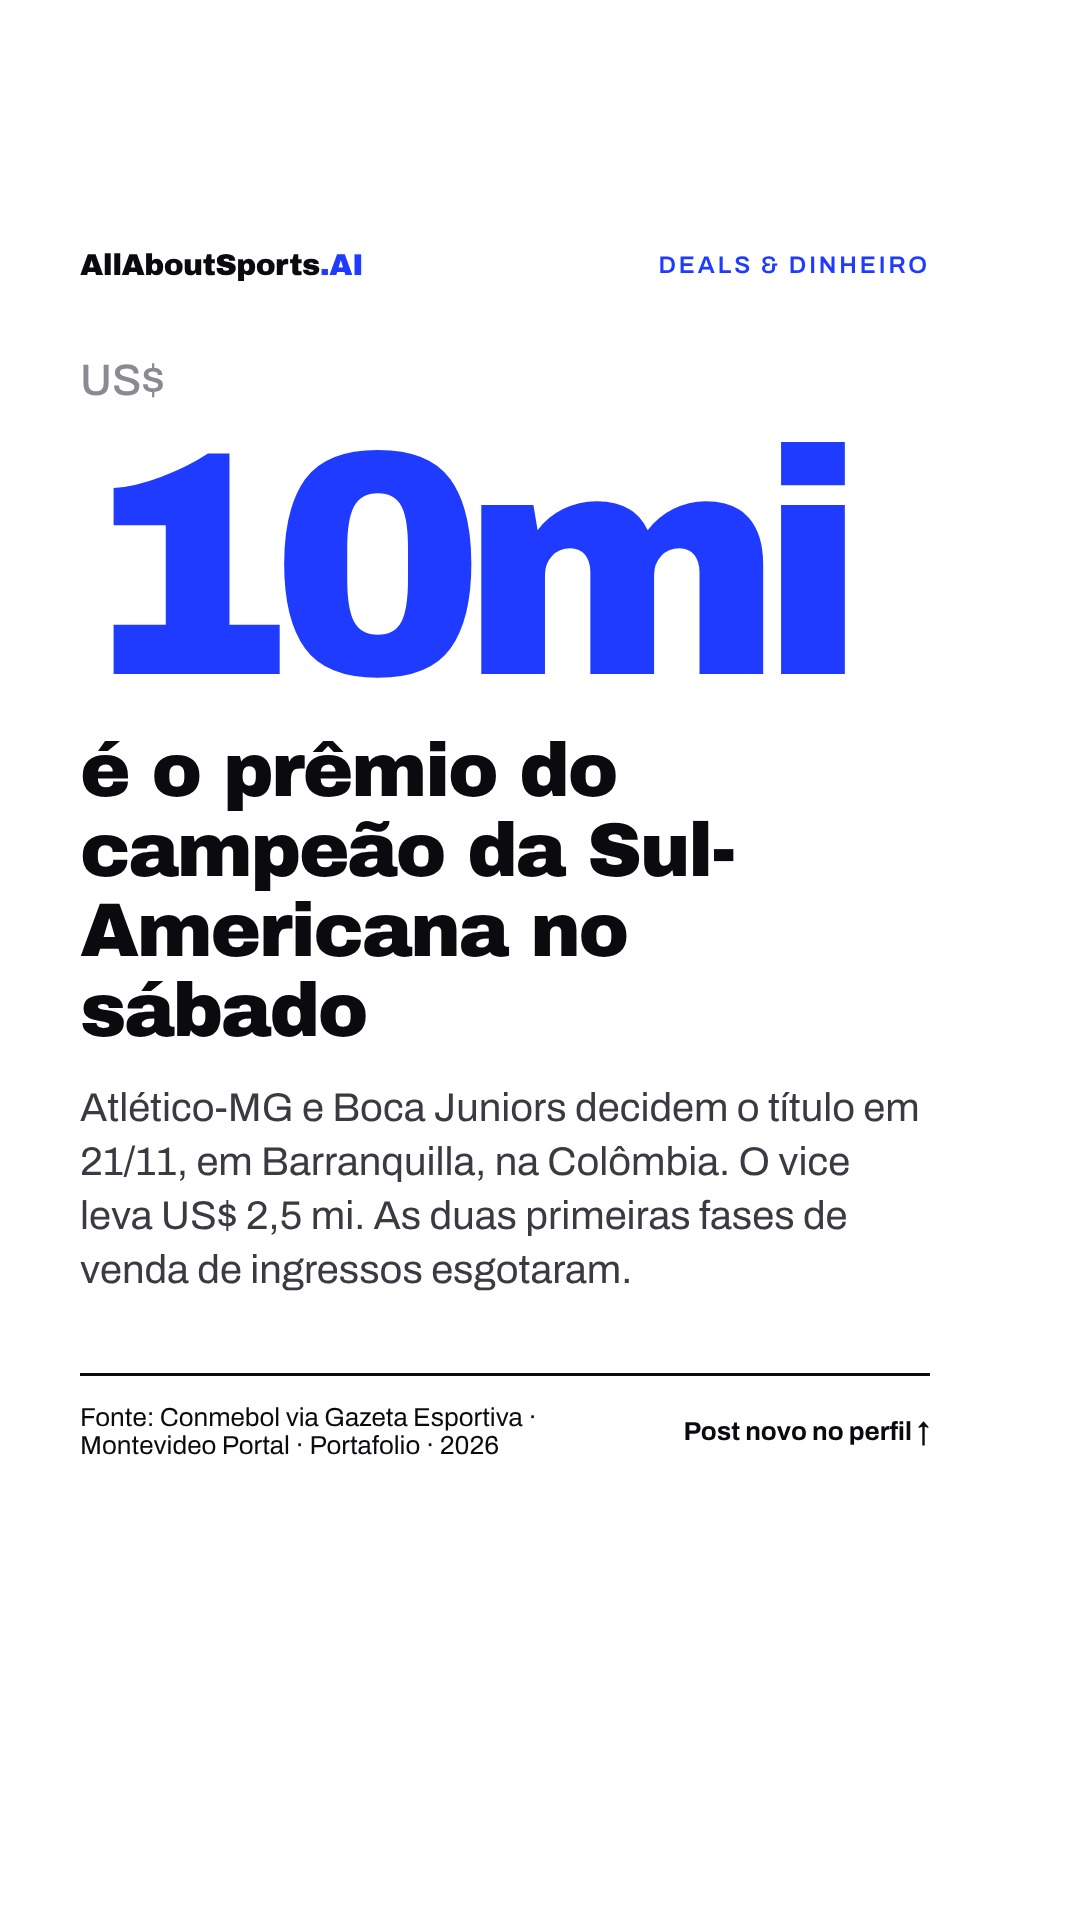 AllAboutSports.AI
DEALS & DINHEIRO
US$
10mi
é o prêmio do
campeão da Sul-
Americana no
sábado
Atlético-MG e Boca Juniors decidem o título em
21/11, em Barranquilla, na Colômbia. O vice
leva US$ 2,5 mi. As duas primeiras fases de
venda de ingressos esgotaram.
Fonte: Conmebol via Gazeta Esportiva ·
Montevideo Portal · Portafolio · 2026
Post novo no perfil ↑